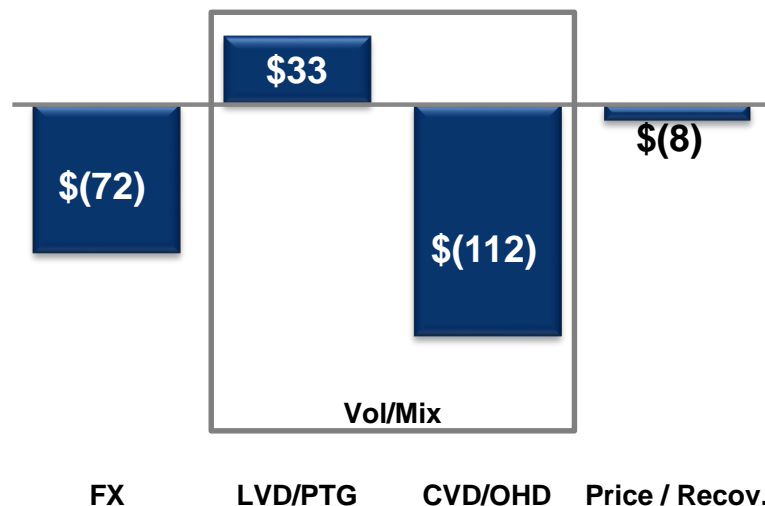 $33
$(72)
$(112)
$(8)
Vol/Mix
FX LVD/PTG CVD/OHD Price / Recov.